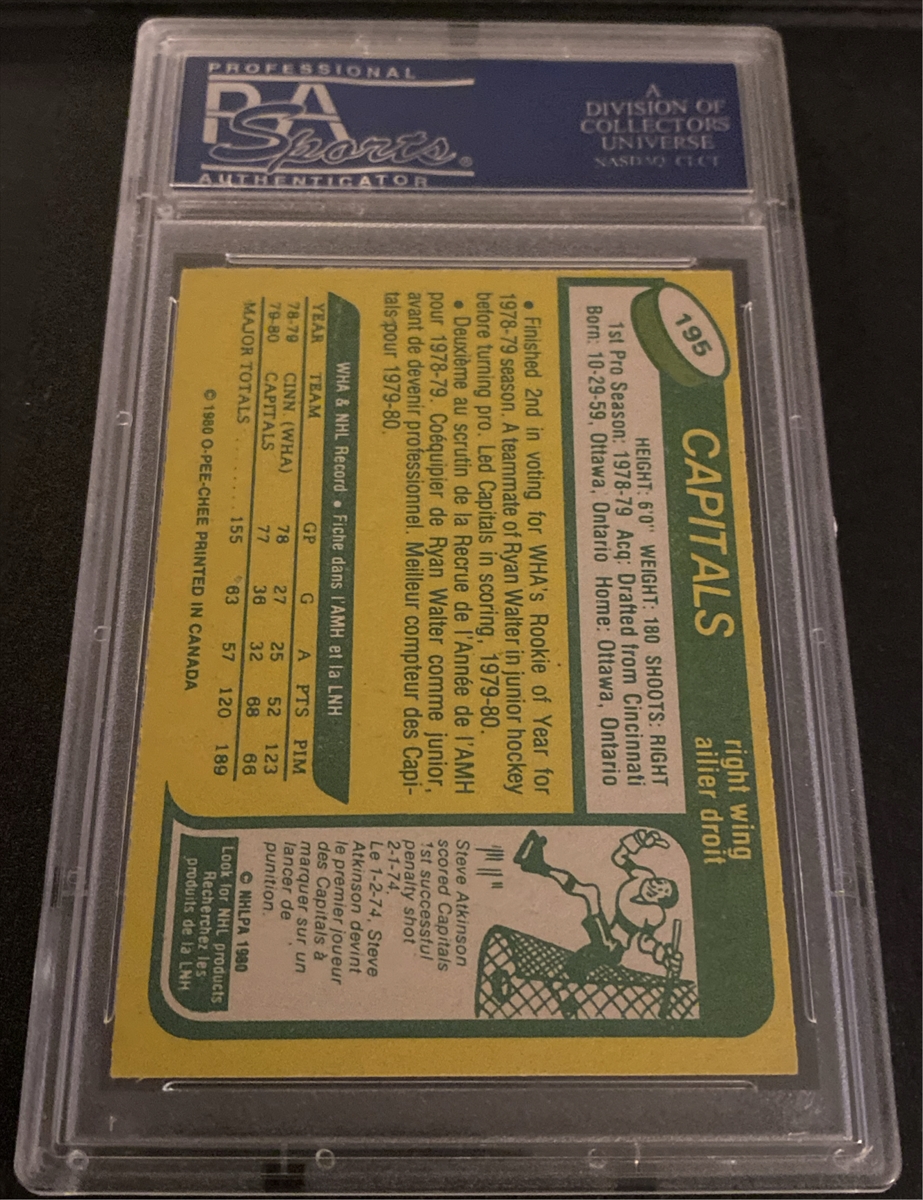 PROFESSIONAL
PSA
Sports®
AUTHENTICATOR
A
DIVISION OF
COLLECTORS
UNIVERSE
NASDAQ CLCT
195
CAPITALS
right wing
ailier droit
HEIGHT: 6'0" WEIGHT: 180 SHOOTS: RIGHT
1st Pro Season: 1978-79 Acq: Drafted from Cincinnati
Born: 10-29-59, Ottawa, Ontario Home: Ottawa, Ontario
• Finished 2nd in voting for WHA's Rookie of Year for
1978-79 season. A teammate of Ryan Walter in junior hockey
before turning pro. Led Capitals in scoring, 1979-80.
• Deuxième au scrutin de la Recrue de l'Année de l'AMH
pour 1978-79. Coéquipier de Ryan Walter comme junior,
avant de devenir professionnel. Meilleur compteur des Capi-
tals pour 1979-80.
WHA & NHL Record • Fiche dans l'AMH et la LNH
YEAR TEAM GP G A PTS PIM
78-79 CINN. (WHA) 78 27 25 52 123
79-80 CAPITALS 77 36 32 68 66
MAJOR TOTALS ........ 155 63 57 120 189
© 1980 O-PEE-CHEE PRINTED IN CANADA
Steve Atkinson
scored Capitals
1st successful
penalty shot
2-1-74.
Le 1-2-74, Steve
Atkinson devint
le premier joueur
des Capitals à
marquer sur un
lancer de
punition.
© NHLPA 1980
Look for NHL products
Recherchez les
produits de la LNH